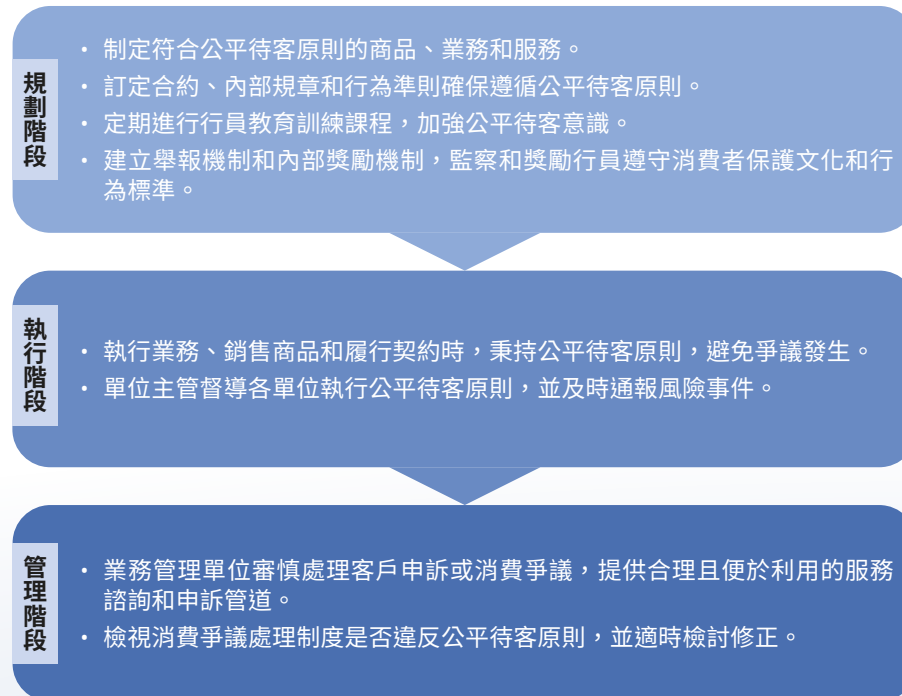 規劃階段
• 制定符合公平待客原則的商品、業務和服務。
• 訂定合約、內部規章和行為準則確保遵循公平待客原則。
• 定期進行行員教育訓練課程，加強公平待客意識。
• 建立舉報機制和內部獎勵機制，監察和獎勵行員遵守消費者保護文化和行
為標準。
執行階段
• 執行業務、銷售商品和履行契約時，秉持公平待客原則，避免爭議發生。
• 單位主管督導各單位執行公平待客原則，並及時通報風險事件。
管理階段
• 業務管理單位審慎處理客戶申訴或消費爭議，提供合理且便於利用的服務
諮詢和申訴管道。
• 檢視消費爭議處理制度是否違反公平待客原則，並適時檢討修正。